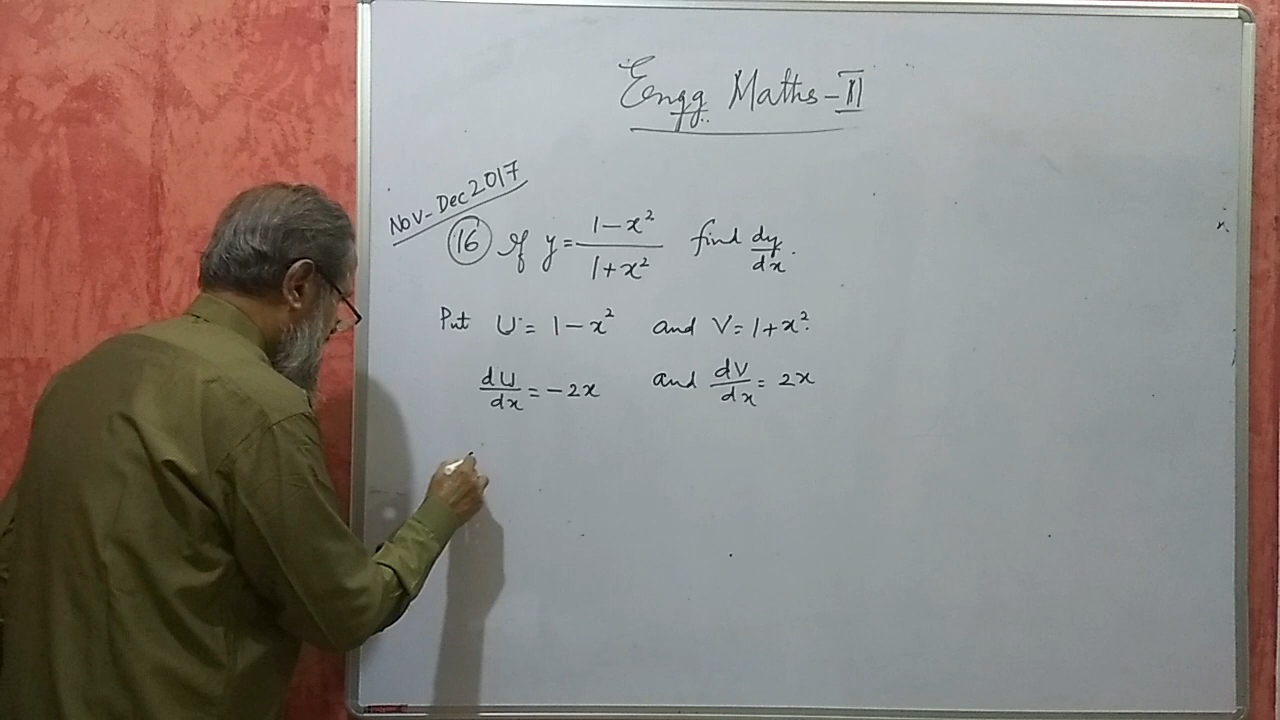 Engg Maths-III
Nov-Dec 2017
16 If y = 1-x²/1+x² find dy/dx.
Put U = 1-x² and V = 1+x².
dU/dx = -2x and dV/dx = 2x